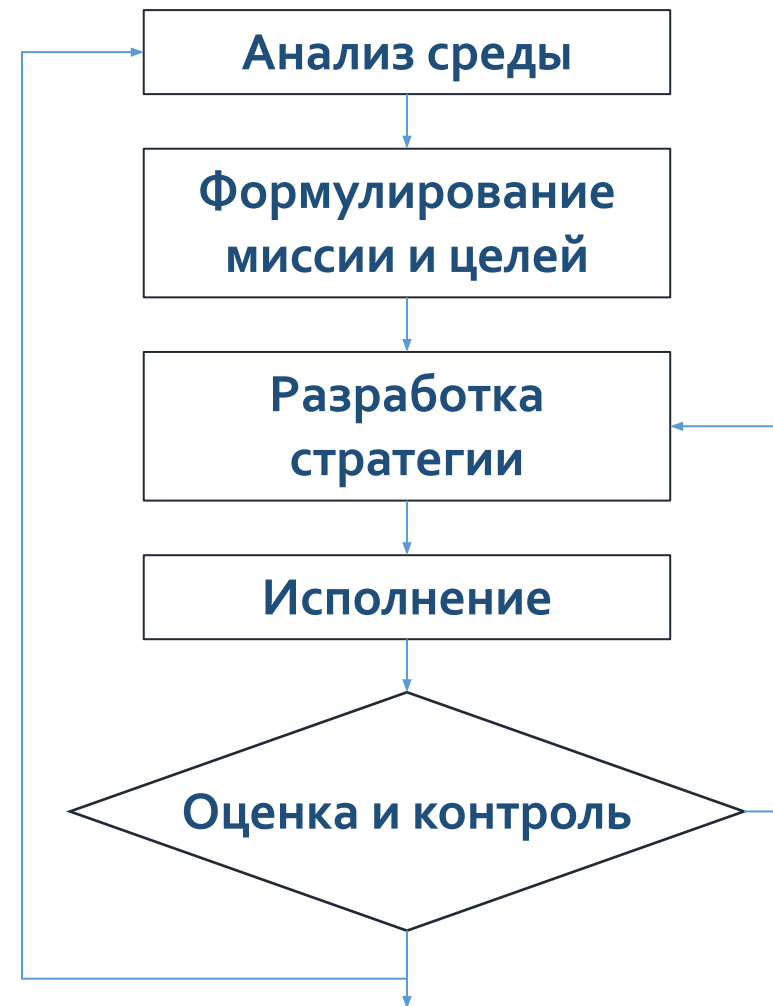 Анализ среды
Формулирование
миссии и целей
Разработка
стратегии
Исполнение
Оценка и контроль